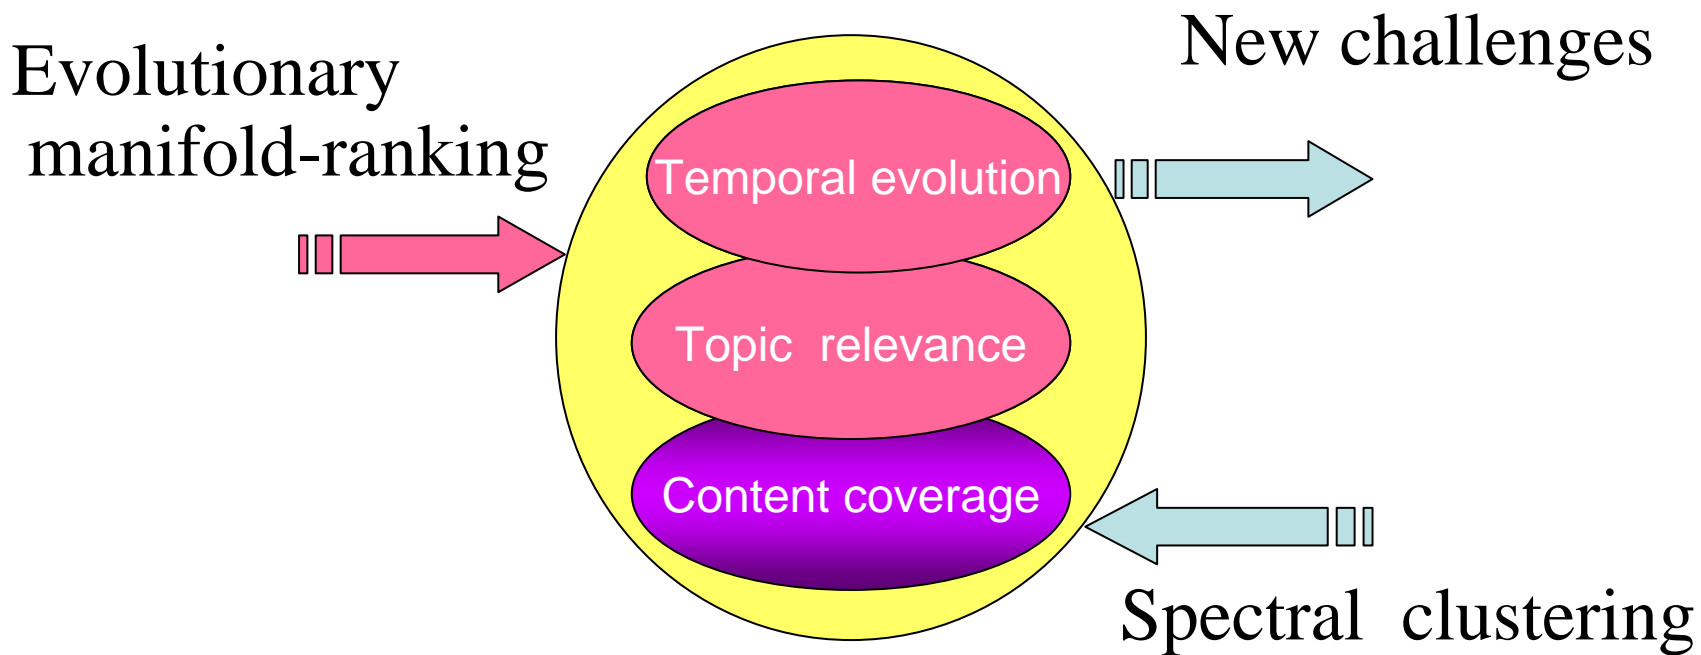 Evolutionary
manifold-ranking
New challenges
Temporal evolution
Topic relevance
Content coverage
Spectral clustering